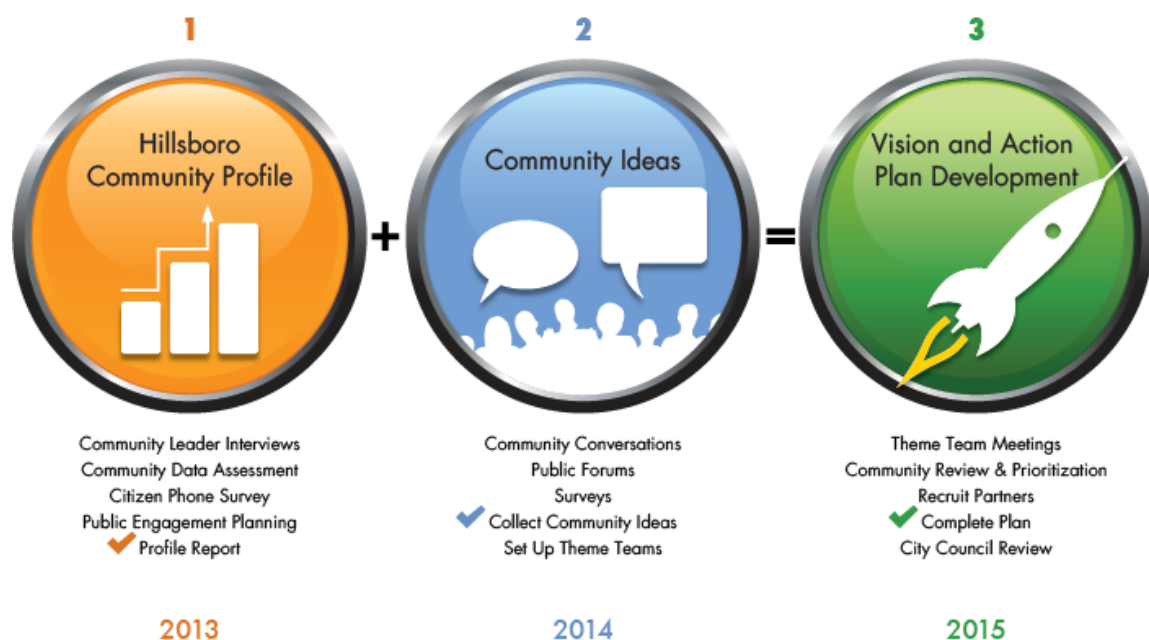 1
Hillsboro
Community Profile
Community Leader Interviews
Community Data Assessment
Citizen Phone Survey
Public Engagement Planning
Profile Report
2013
+
2
Community Ideas
Community Conversations
Public Forums
Surveys
Collect Community Ideas
Set Up Theme Teams
2014
=
3
Vision and Action
Plan Development
Theme Team Meetings
Community Review & Prioritization
Recruit Partners
Complete Plan
City Council Review
2015